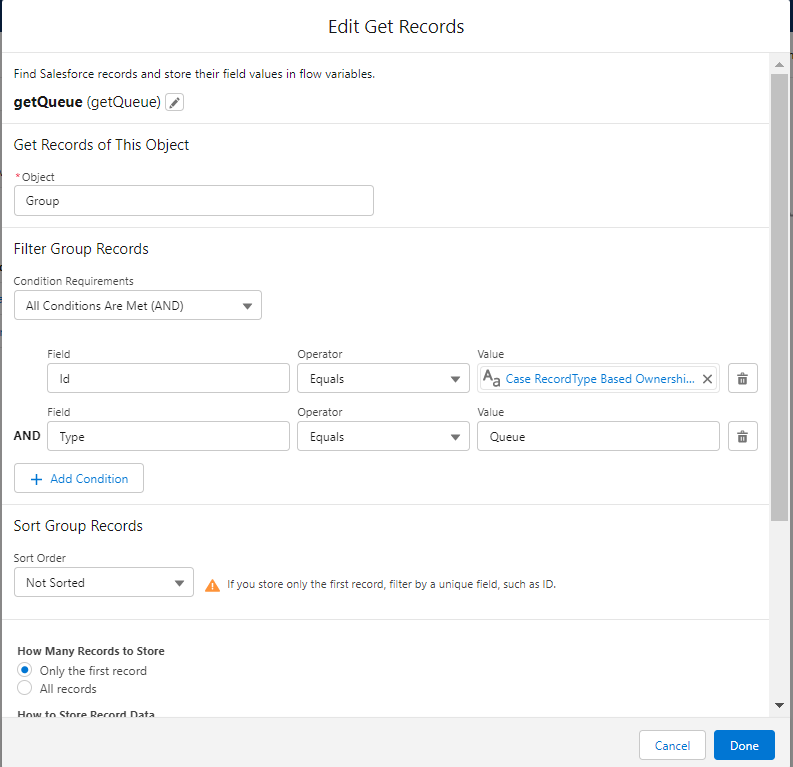 Edit Get Records
Find Salesforce records and store their field values in flow variables.
getQueue (getQueue)
Get Records of This Object
* Object
Group
Filter Group Records
Condition Requirements
All Conditions Are Met (AND)
Field Operator Value
Id Equals Aa Case RecordType Based Ownershi...
Field Operator Value
AND Type Equals Queue
+ Add Condition
Sort Group Records
Sort Order
Not Sorted If you store only the first record, filter by a unique field, such as ID.
How Many Records to Store
Only the first record
All records
How to Store Record Data
Cancel Done